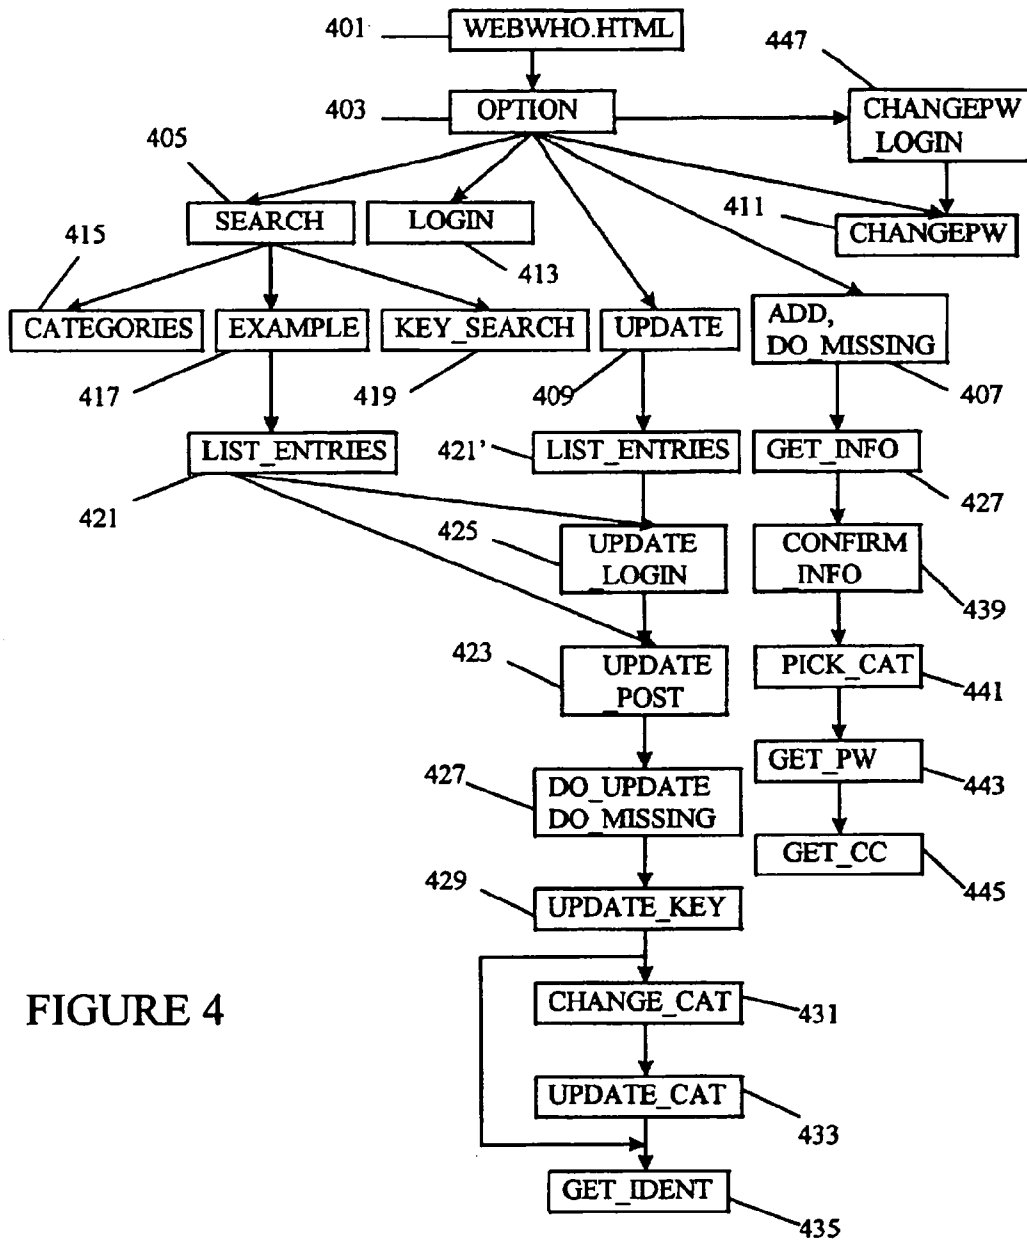 401
WEBWHO.HTML
447
403
OPTION
CHANGEPW
_LOGIN
405
SEARCH
LOGIN
411
CHANGEPW
415
413
CATEGORIES
EXAMPLE
KEY_SEARCH
UPDATE
ADD,
DO_MISSING
417
419
409
407
LIST_ENTRIES
421'
LIST_ENTRIES
GET_INFO
421
427
425
UPDATE
_LOGIN
CONFIRM
_INFO
439
423
UPDATE
_POST
PICK_CAT
441
427
DO_UPDATE
DO_MISSING
GET_PW
443
GET_CC
445
429
UPDATE_KEY
FIGURE 4
CHANGE_CAT
431
UPDATE_CAT
433
GET_IDENT
435